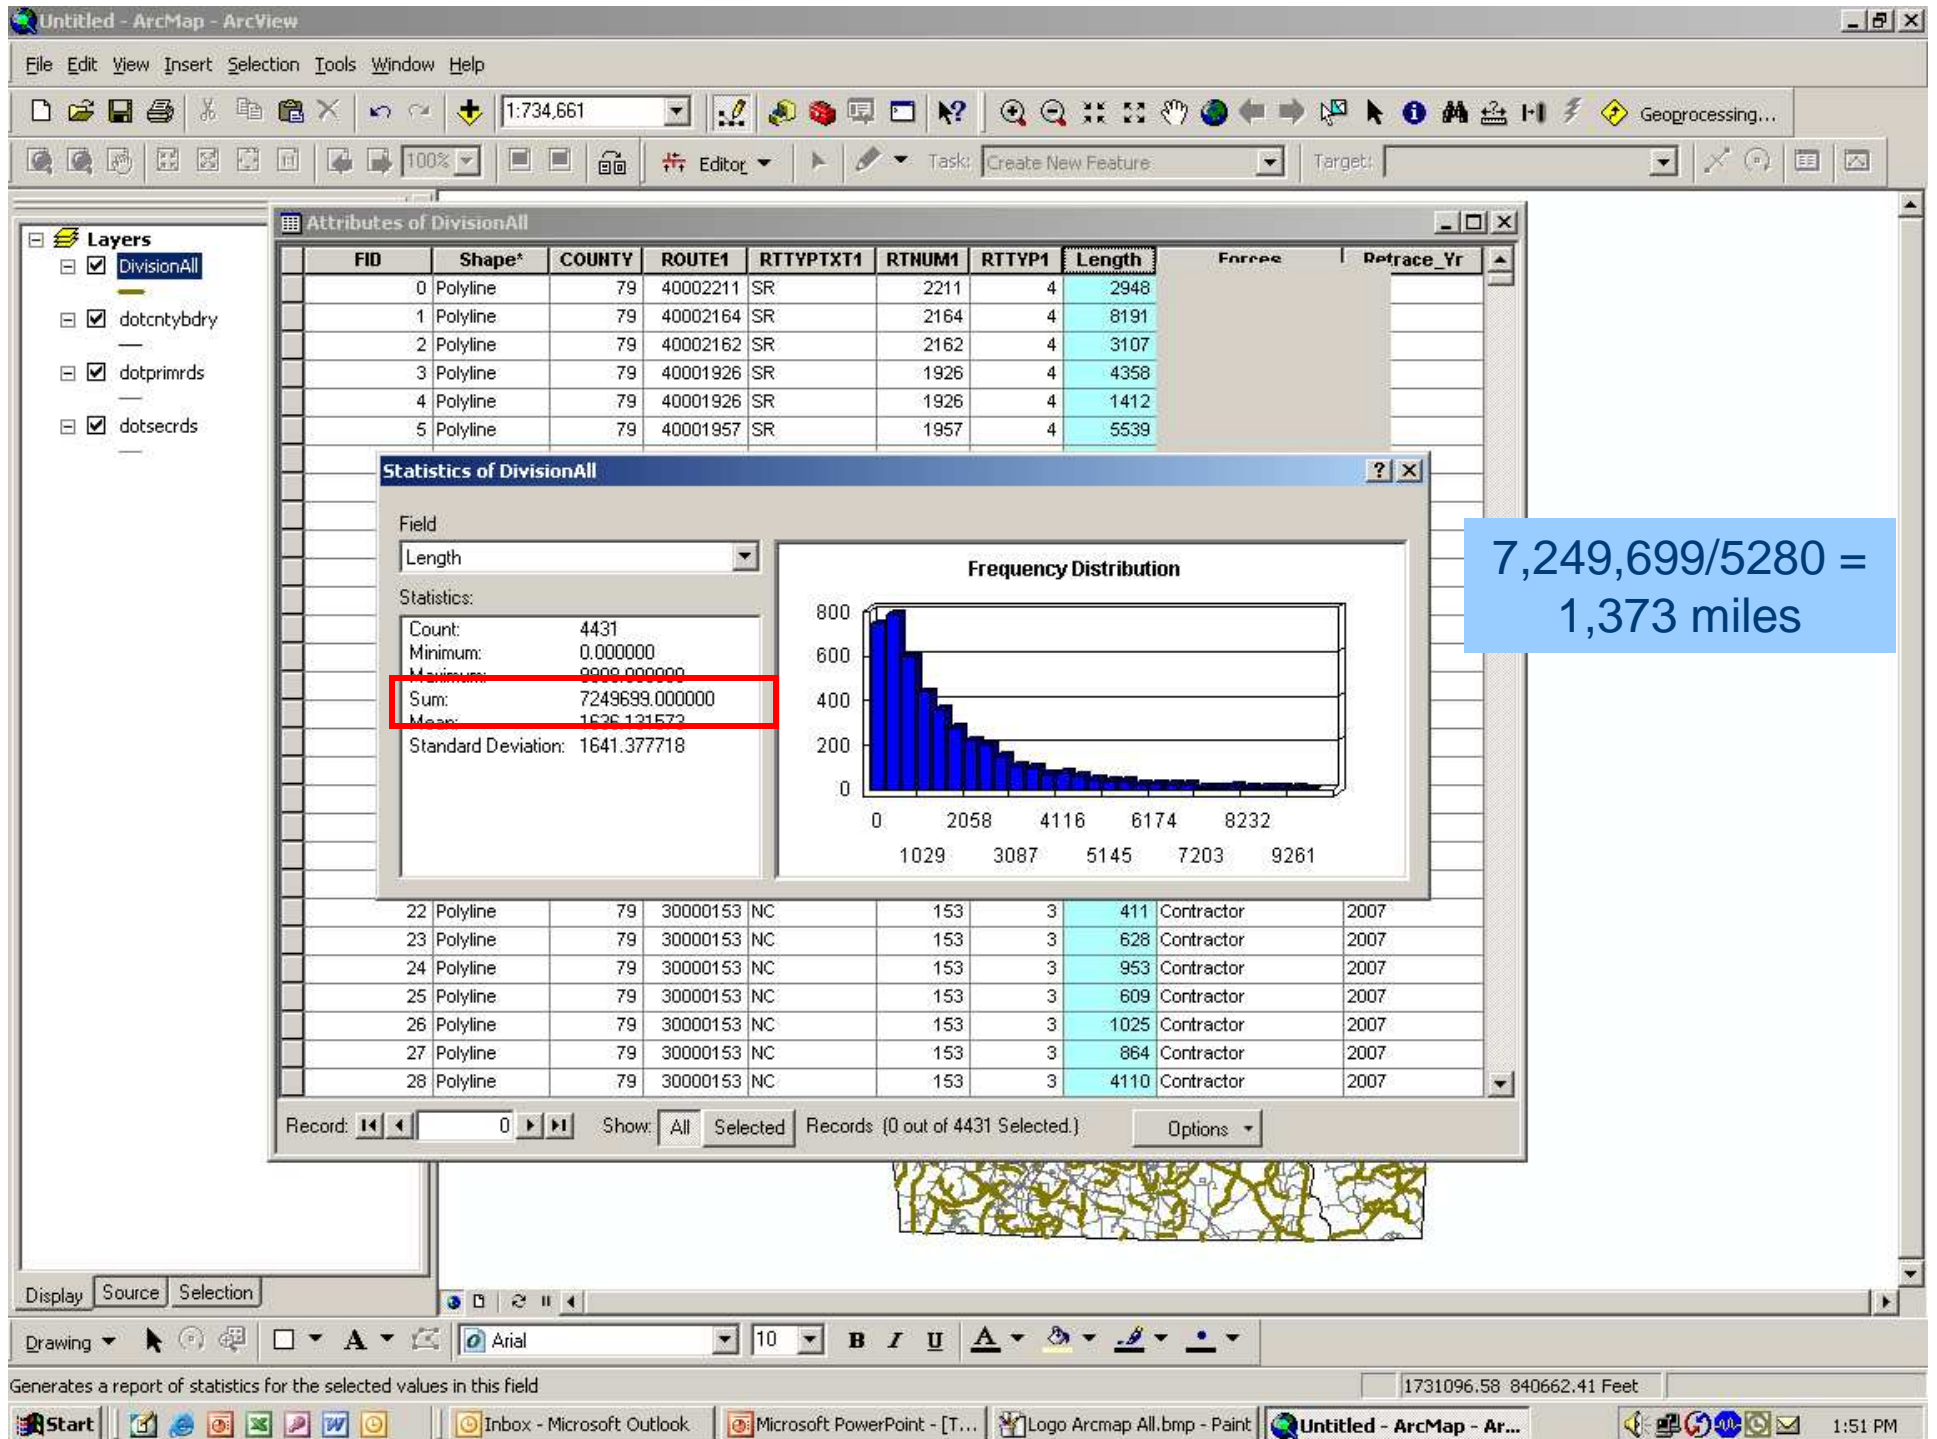 Untitled - ArcMap - ArcView
File Edit View Insert Selection Tools Window Help
1:734,661
Geoprocessing...
100%
Editor
Task: Create New Feature
Target:
Layers
DivisionAll
dotcntybdry
dotprimrds
dotsecrds
Attributes of DivisionAll
FID Shape* COUNTY ROUTE1 RTTYPTXT1 RTNUM1 RTTYP1 Length Forces Retrace_Yr
0 Polyline 79 40002211 SR 2211 4 2948
1 Polyline 79 40002164 SR 2164 4 8191
2 Polyline 79 40002162 SR 2162 4 3107
3 Polyline 79 40001926 SR 1926 4 4358
4 Polyline 79 40001926 SR 1926 4 1412
5 Polyline 79 40001957 SR 1957 4 5539
Statistics of DivisionAll
Field
Length
Statistics:
Count: 4431
Minimum: 0.000000
Maximum: 9908.000000
Sum: 7249699.000000
Mean: 1636.131573
Standard Deviation: 1641.377718
Frequency Distribution
800
600
400
200
0
0 2058 4116 6174 8232
1029 3087 5145 7203 9261
7,249,699/5280 =
1,373 miles
22 Polyline 79 30000153 NC 153 3 411 Contractor 2007
23 Polyline 79 30000153 NC 153 3 628 Contractor 2007
24 Polyline 79 30000153 NC 153 3 953 Contractor 2007
25 Polyline 79 30000153 NC 153 3 609 Contractor 2007
26 Polyline 79 30000153 NC 153 3 1025 Contractor 2007
27 Polyline 79 30000153 NC 153 3 864 Contractor 2007
28 Polyline 79 30000153 NC 153 3 4110 Contractor 2007
Record: 0 Show: All Selected Records (0 out of 4431 Selected.) Options
Display Source Selection
Drawing A Arial 10 B I U A
Generates a report of statistics for the selected values in this field
1731096.58 840662.41 Feet
Start Inbox - Microsoft Outlook Microsoft PowerPoint - [T... Logo Arcmap All.bmp - Paint Untitled - ArcMap - Ar... 1:51 PM